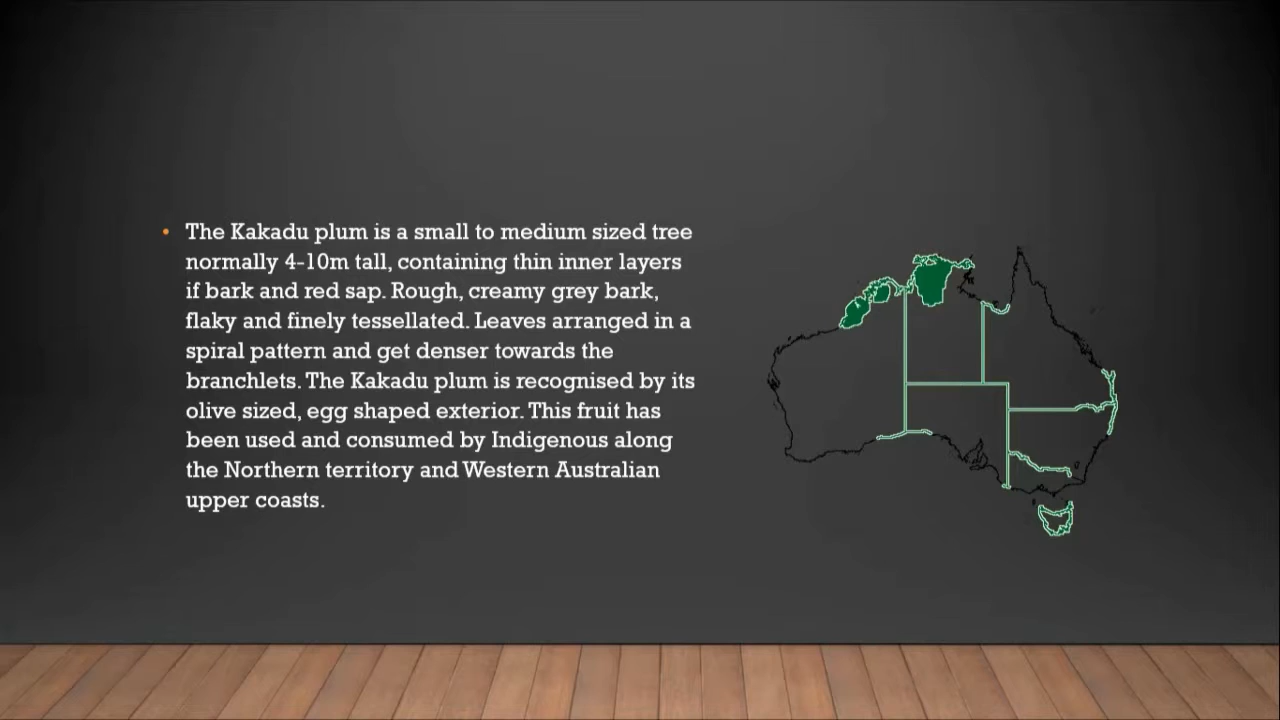 • The Kakadu plum is a small to medium sized tree
normally 4-10m tall, containing thin inner layers
if bark and red sap. Rough, creamy grey bark,
flaky and finely tessellated. Leaves arranged in a
spiral pattern and get denser towards the
branchlets. The Kakadu plum is recognised by its
olive sized, egg shaped exterior. This fruit has
been used and consumed by Indigenous along
the Northern territory and Western Australian
upper coasts.